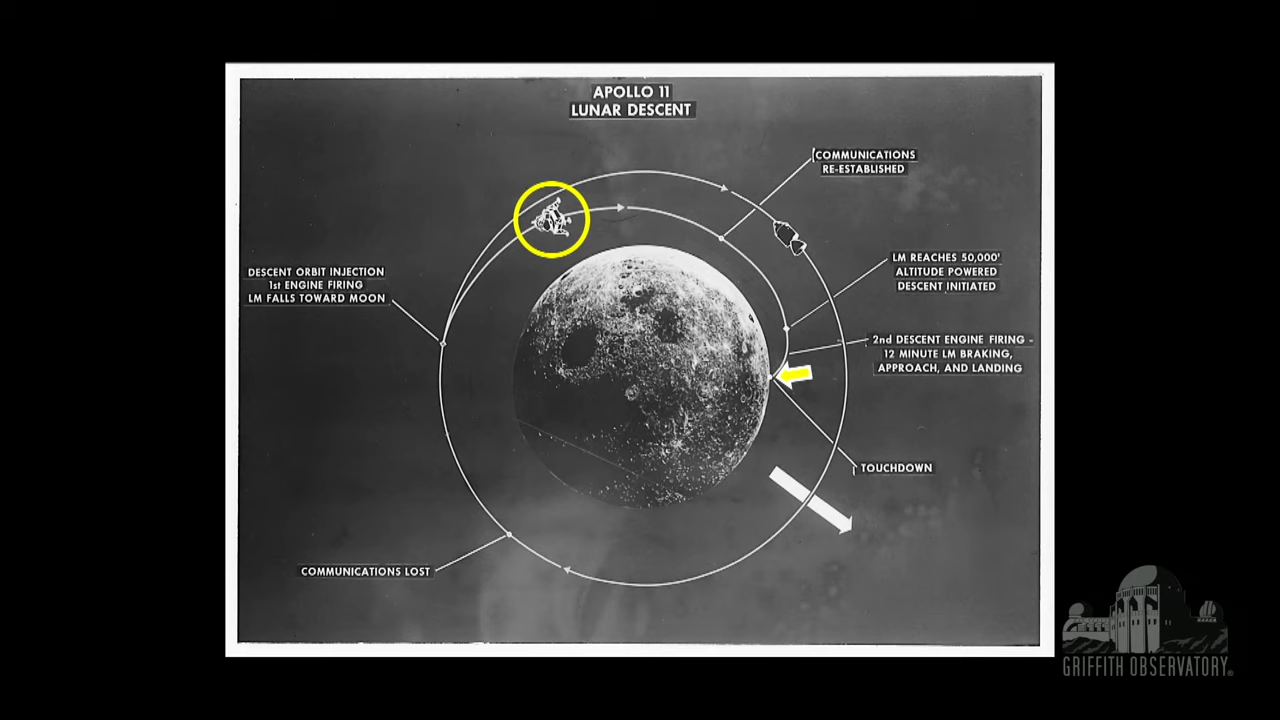 APOLLO 11
LUNAR DESCENT
COMMUNICATIONS
RE-ESTABLISHED
LM REACHES 50,000'
ALTITUDE POWERED
DESCENT INITIATED
DESCENT ORBIT INJECTION
1st ENGINE FIRING
LM FALLS TOWARD MOON
2nd DESCENT ENGINE FIRING -
12 MINUTE LM BRAKING,
APPROACH, AND LANDING
TOUCHDOWN
COMMUNICATIONS LOST
GRIFFITH OBSERVATORY®